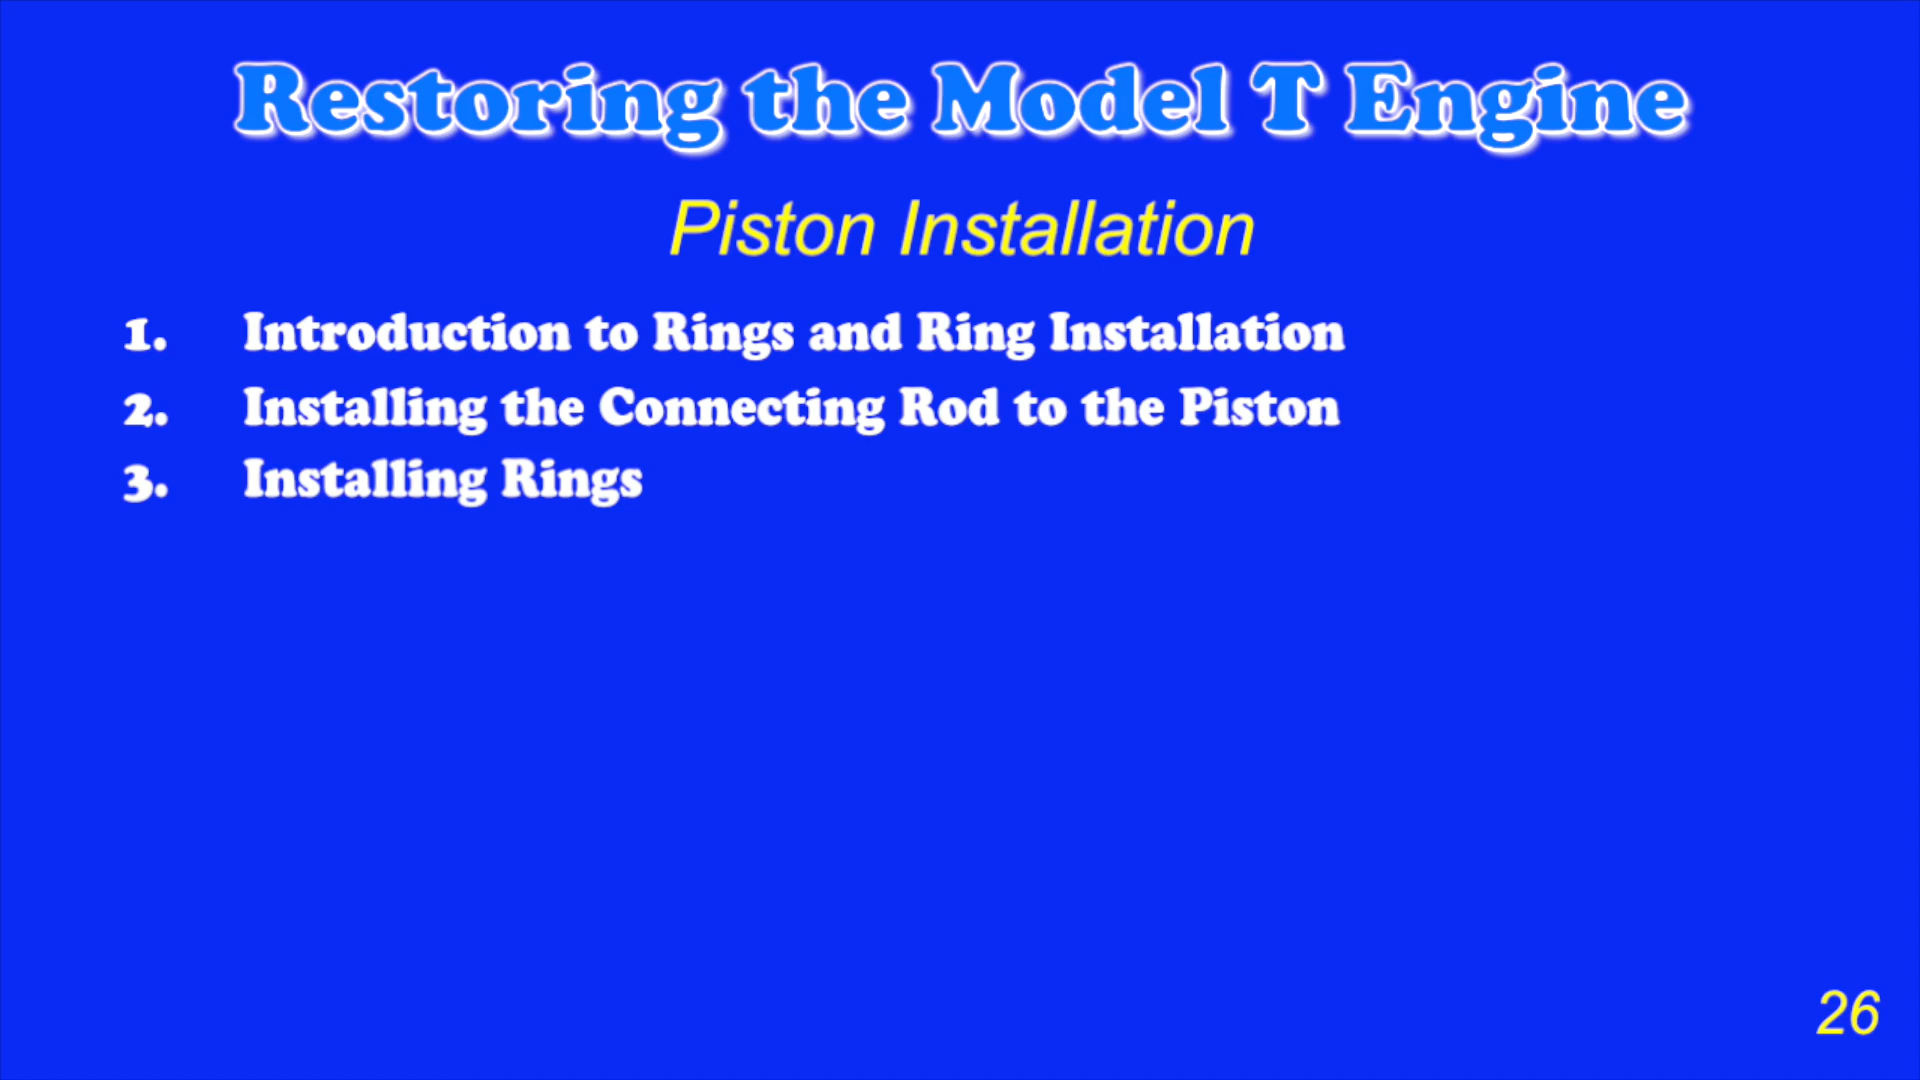 Restoring the Model T Engine
Piston Installation
1. Introduction to Rings and Ring Installation
2. Installing the Connecting Rod to the Piston
3. Installing Rings
26